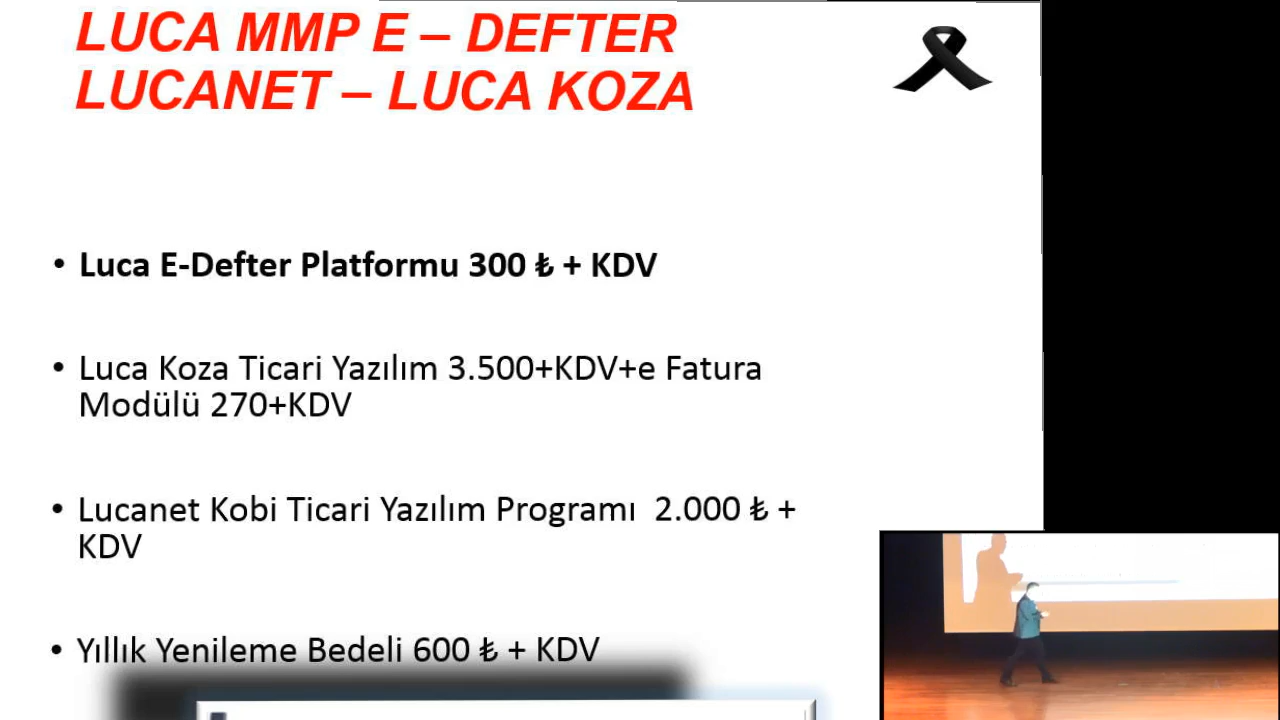 LUCA MMP E – DEFTER
LUCANET – LUCA KOZA
• Luca E-Defter Platformu 300 ₺ + KDV
• Luca Koza Ticari Yazılım 3.500+KDV+e Fatura
Modülü 270+KDV
• Lucanet Kobi Ticari Yazılım Programı 2.000 ₺ +
KDV
• Yıllık Yenileme Bedeli 600 ₺ + KDV